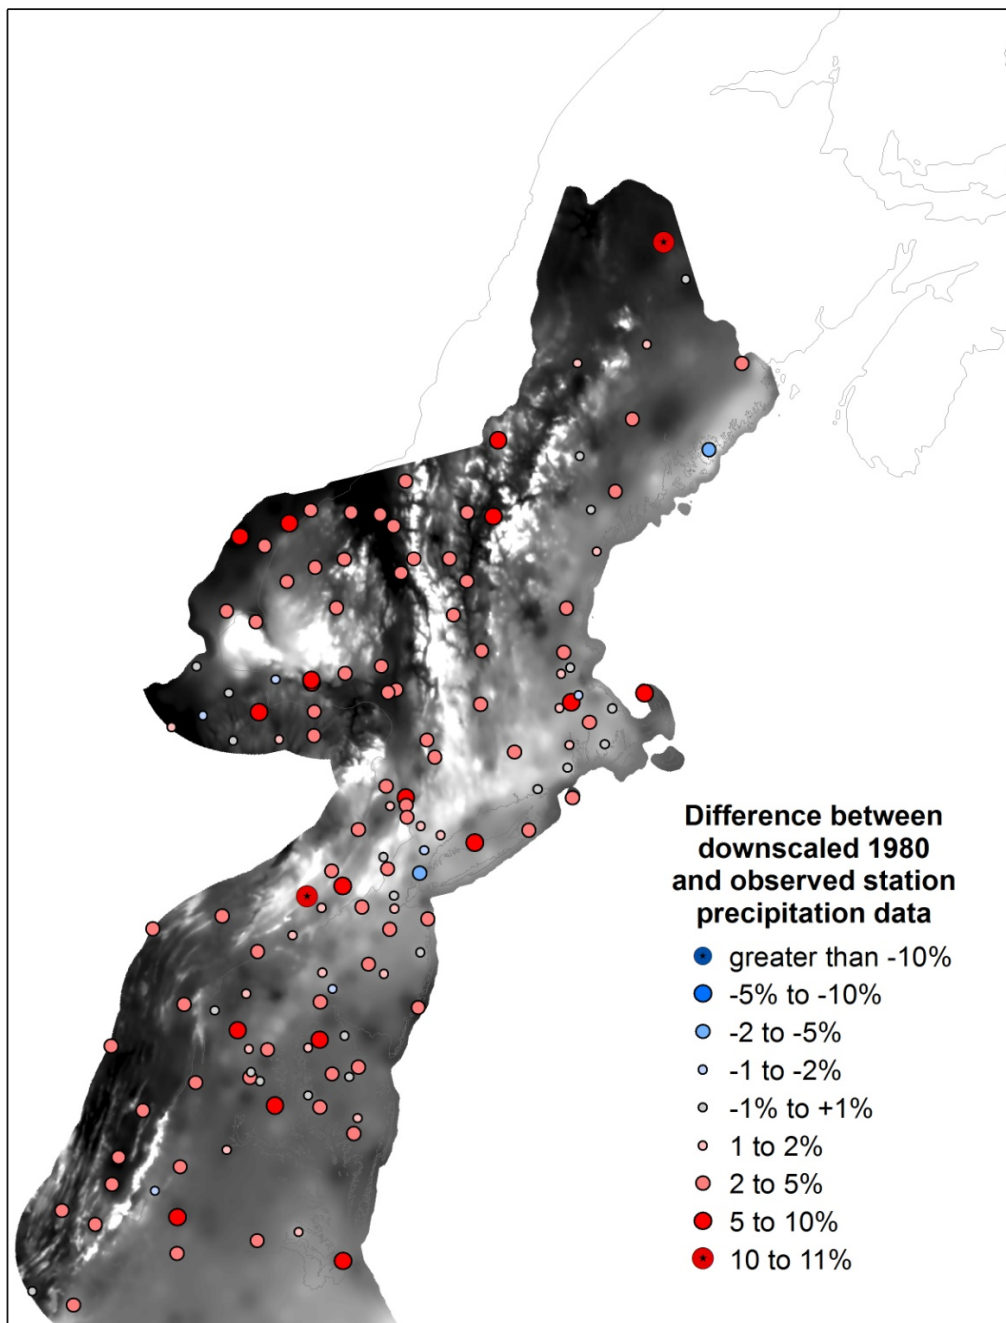 Difference between
downscaled 1980
and observed station
precipitation data
greater than -10%
-5% to -10%
-2 to -5%
-1 to -2%
-1% to +1%
1 to 2%
2 to 5%
5 to 10%
10 to 11%